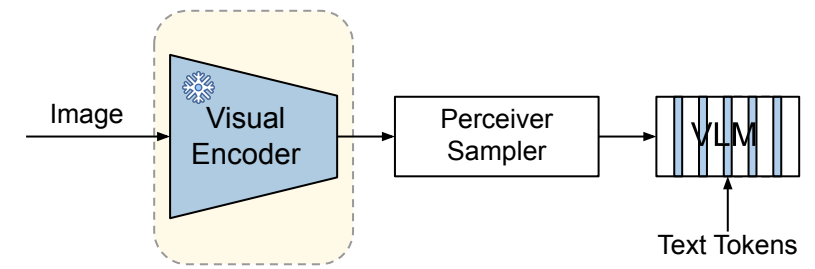 Image
Visual
Encoder
Perceiver
Sampler
VLM
Text Tokens